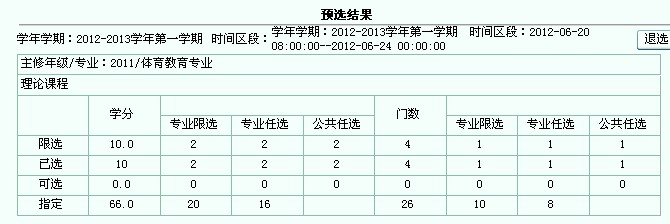 预选结果
学年学期：2012-2013学年第一学期 时间区段：学年学期：2012-2013学年第一学期 时间区段：2012-06-20
08:00:00--2012-06-24 00:00:00
退选
主修年级/专业：2011/体育教育专业
理论课程
学分 门数
专业限选 专业任选 公共任选 专业限选 专业任选 公共任选
限选 10.0 2 2 2 4 1 1 1
已选 10 2 2 2 4 1 1 1
可选 0.0 0 0 0 0 0 0 0
指定 66.0 20 16 26 10 8